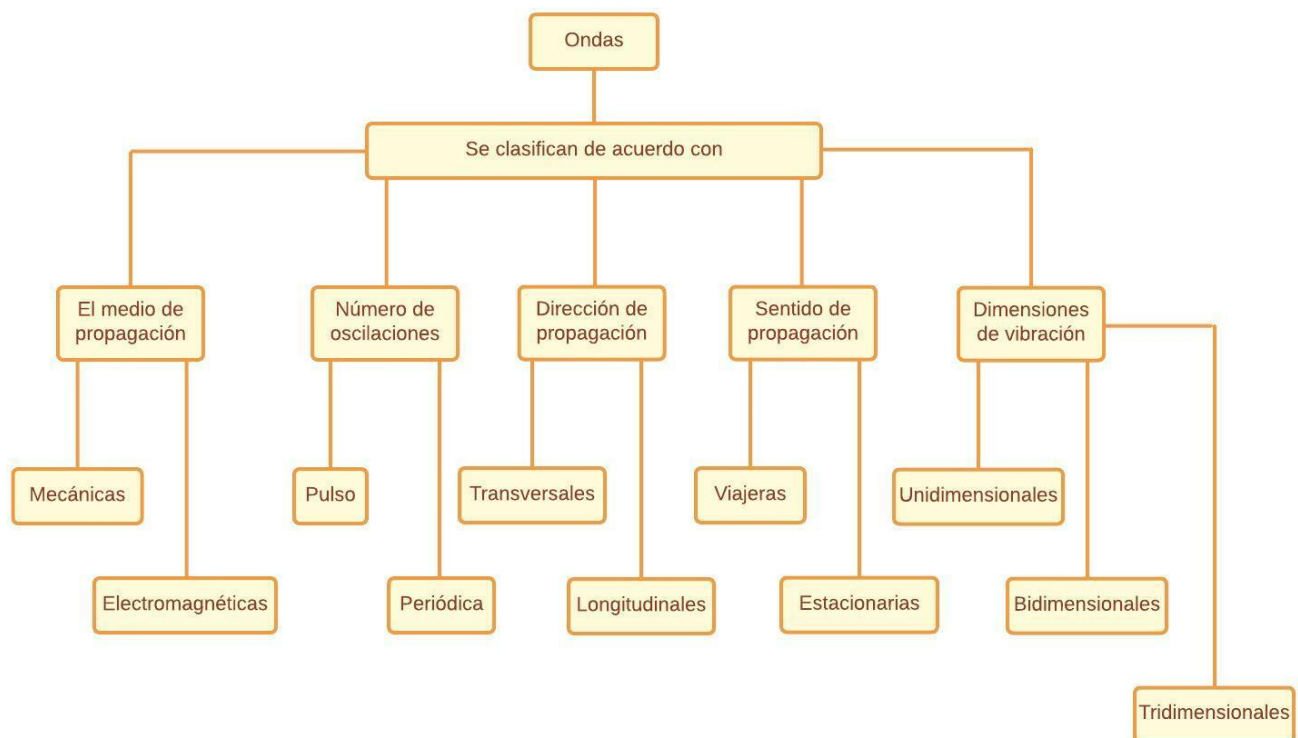 Ondas
Se clasifican de acuerdo con
El medio de
propagación
Número de
oscilaciones
Dirección de
propagación
Sentido de
propagación
Dimensiones
de vibración
Mecánicas
Pulso
Transversales
Viajeras
Unidimensionales
Electromagnéticas
Periódica
Longitudinales
Estacionarias
Bidimensionales
Tridimensionales